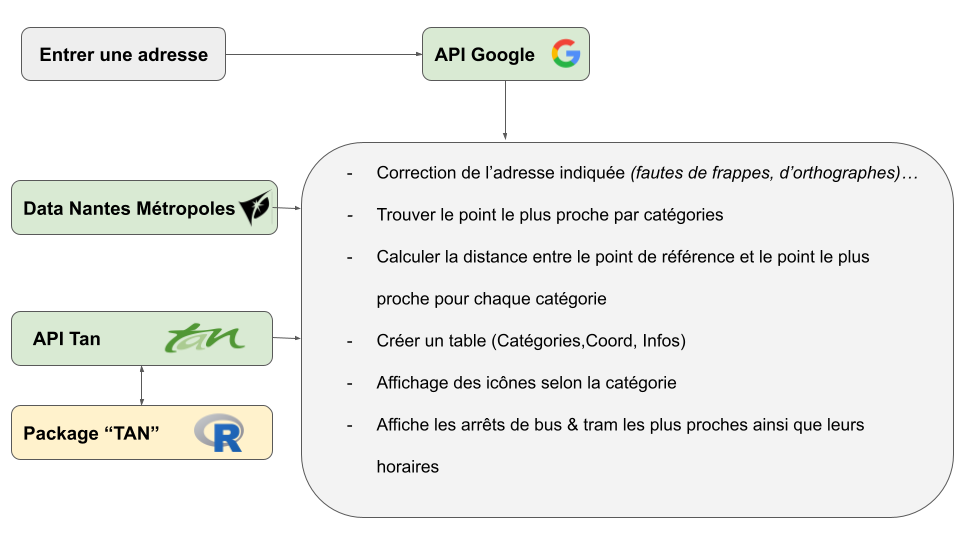 Entrer une adresse
API Google
- Correction de l’adresse indiquée (fautes de frappes, d’orthographes)…
- Trouver le point le plus proche par catégories
- Calculer la distance entre le point de référence et le point le plus
proche pour chaque catégorie
- Créer un table (Catégories,Coord, Infos)
- Affichage des icônes selon la catégorie
- Affiche les arrêts de bus & tram les plus proches ainsi que leurs
horaires
Data Nantes Métropoles
API Tan
tan
Package “TAN”
R